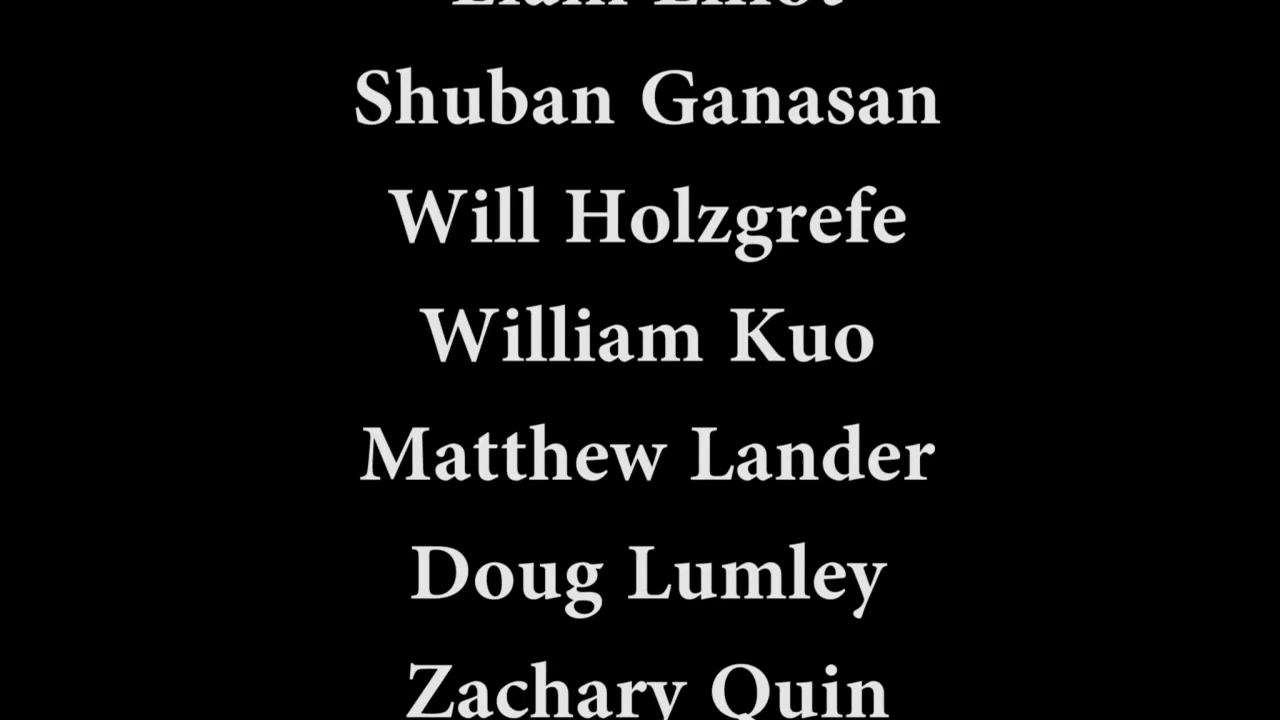 Shuban Ganasan
Will Holzgrefe
William Kuo
Matthew Lander
Doug Lumley
Zachary Quin